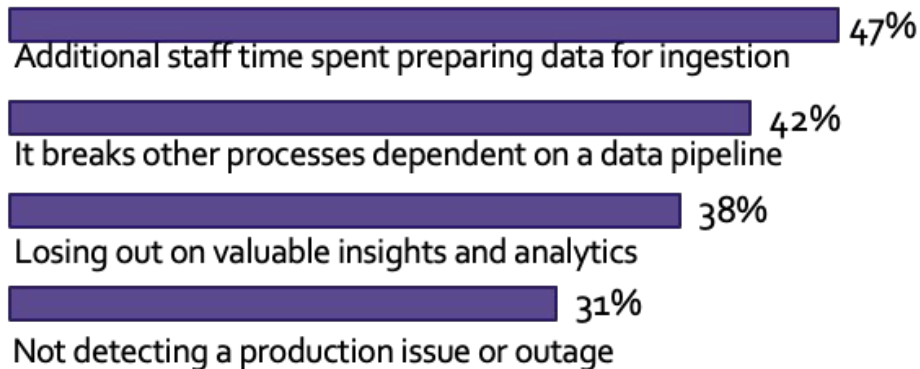 47%
Additional staff time spent preparing data for ingestion
42%
It breaks other processes dependent on a data pipeline
38%
Losing out on valuable insights and analytics
31%
Not detecting a production issue or outage